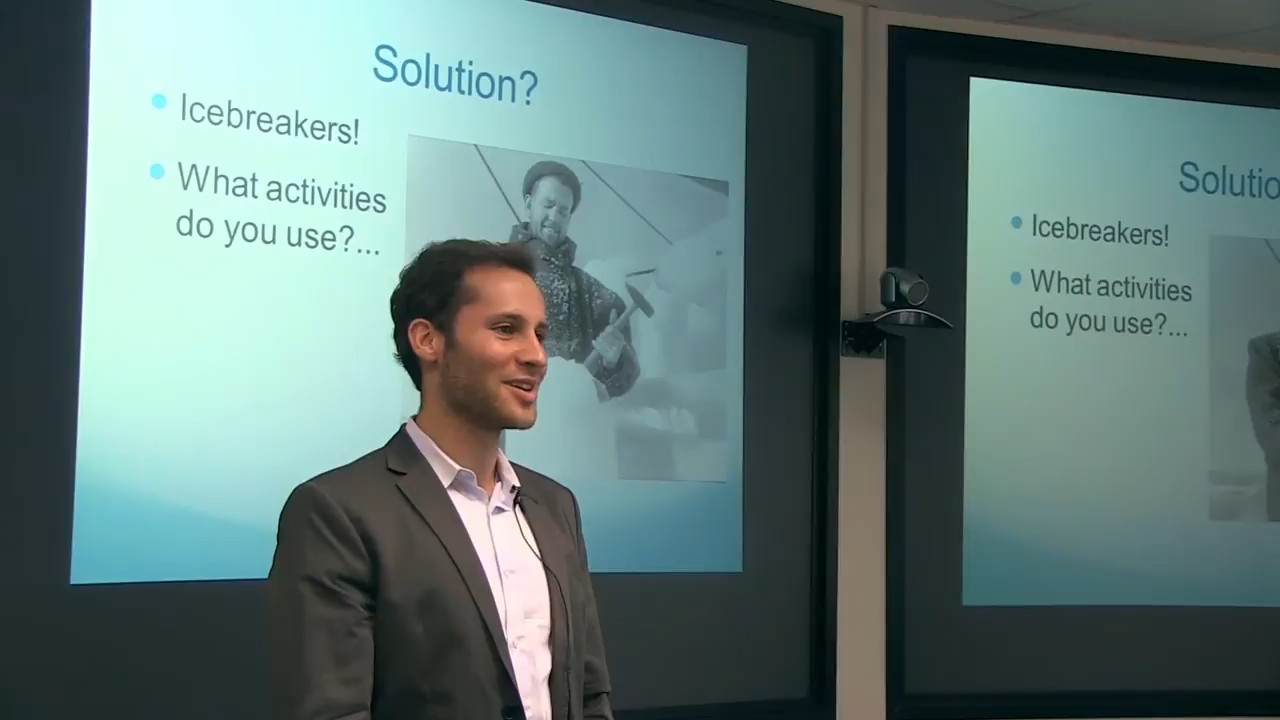 Solution?
Icebreakers!
What activities
do you use?...
Solutio
Icebreakers!
What activities
do you use?...